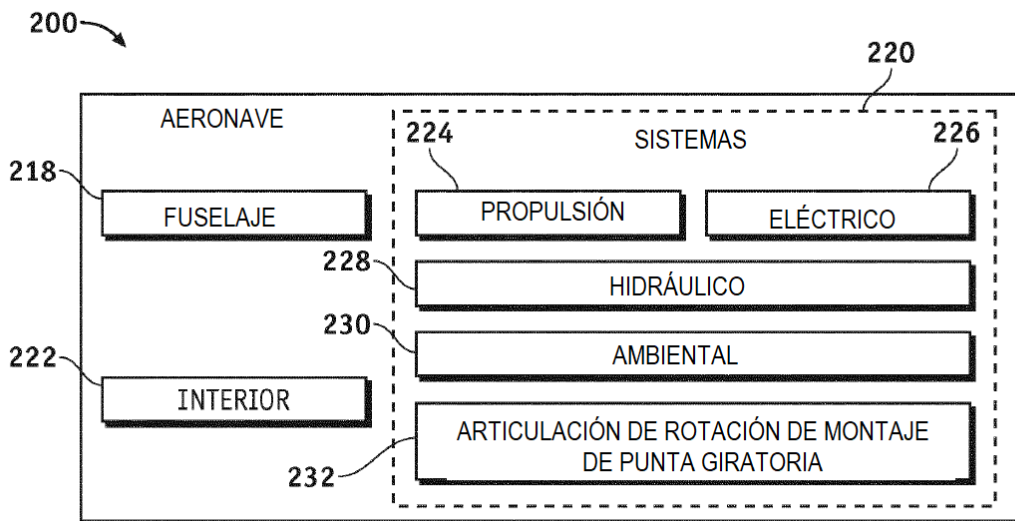 200
220
AERONAVE
SISTEMAS
224
226
218
FUSELAJE
PROPULSIÓN
ELÉCTRICO
228
HIDRÁULICO
230
AMBIENTAL
222
INTERIOR
ARTICULACIÓN DE ROTACIÓN DE MONTAJE
DE PUNTA GIRATORIA
232